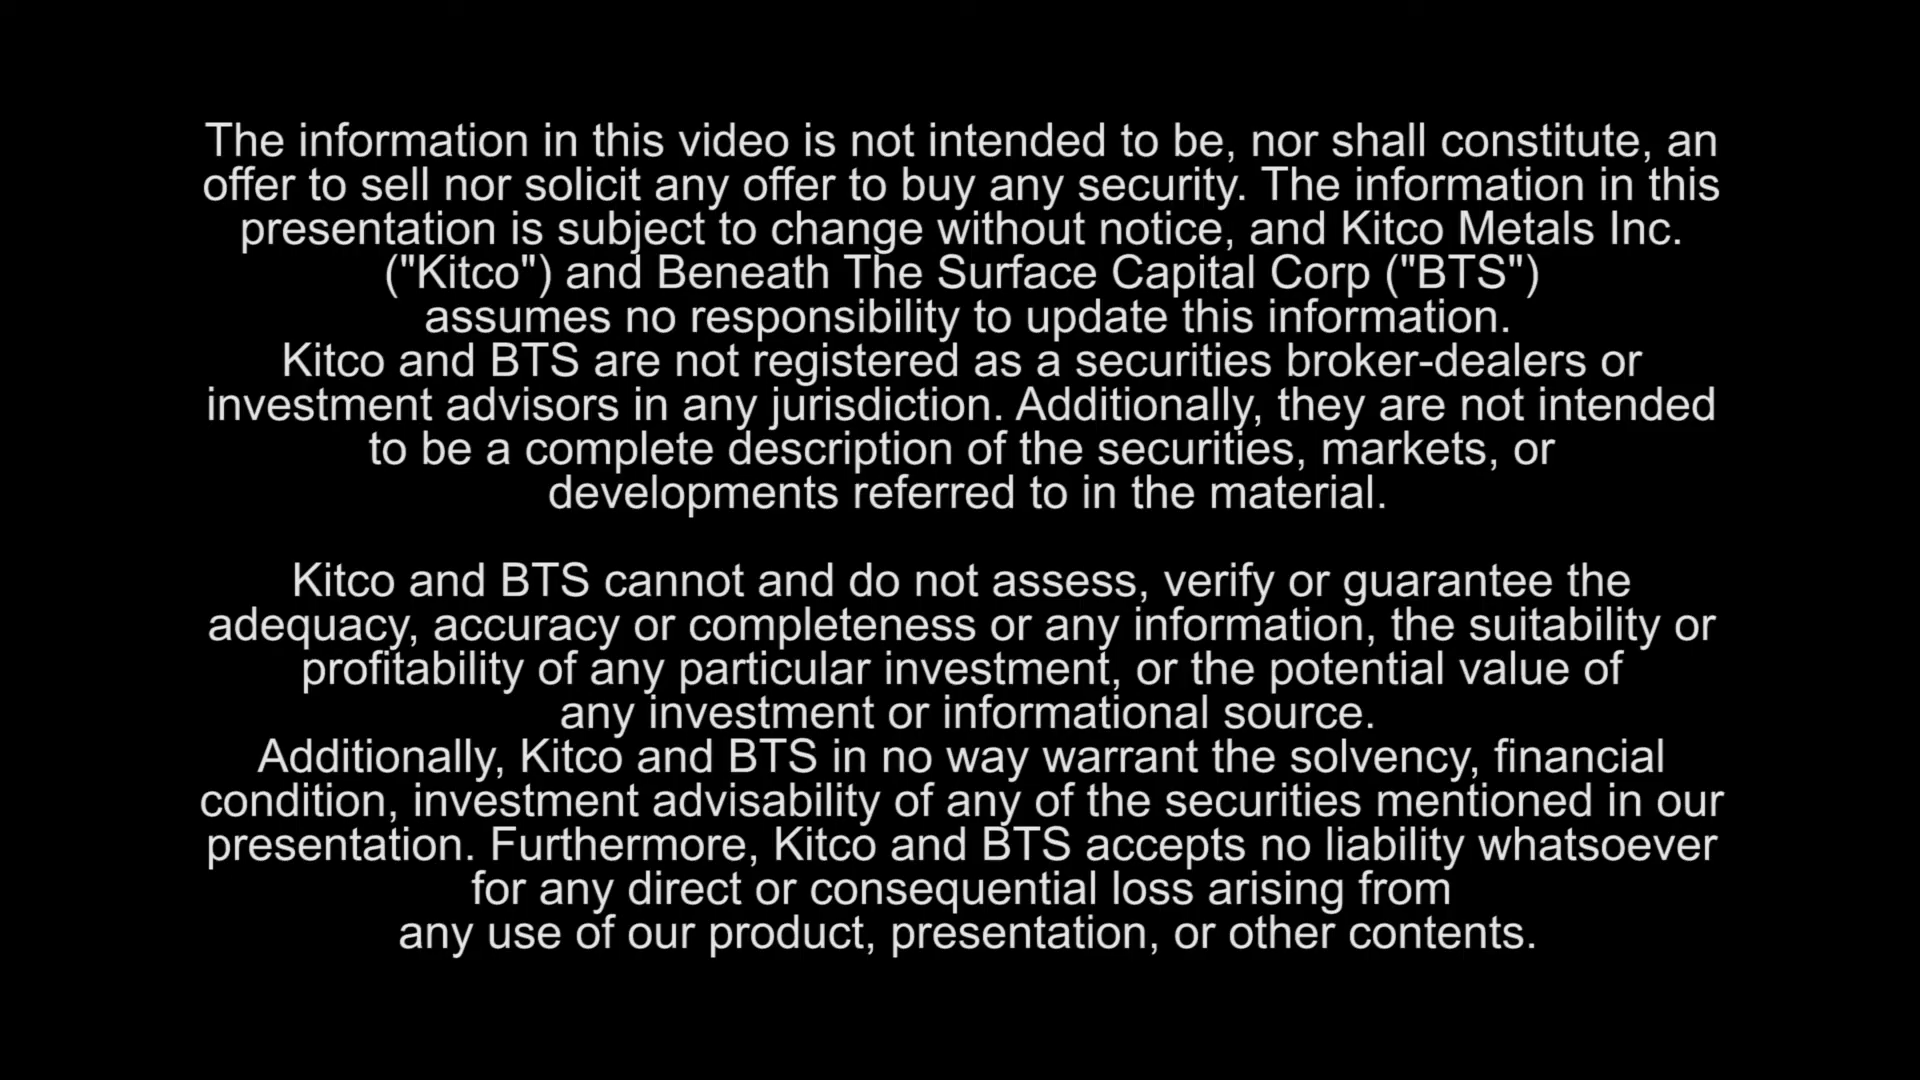 The information in this video is not intended to be, nor shall constitute, an
offer to sell nor solicit any offer to buy any security. The information in this
presentation is subject to change without notice, and Kitco Metals Inc.
("Kitco") and Beneath The Surface Capital Corp ("BTS")
assumes no responsibility to update this information.
Kitco and BTS are not registered as a securities broker-dealers or
investment advisors in any jurisdiction. Additionally, they are not intended
to be a complete description of the securities, markets, or
developments referred to in the material.
Kitco and BTS cannot and do not assess, verify or guarantee the
adequacy, accuracy or completeness or any information, the suitability or
profitability of any particular investment, or the potential value of
any investment or informational source.
Additionally, Kitco and BTS in no way warrant the solvency, financial
condition, investment advisability of any of the securities mentioned in our
presentation. Furthermore, Kitco and BTS accepts no liability whatsoever
for any direct or consequential loss arising from
any use of our product, presentation, or other contents.